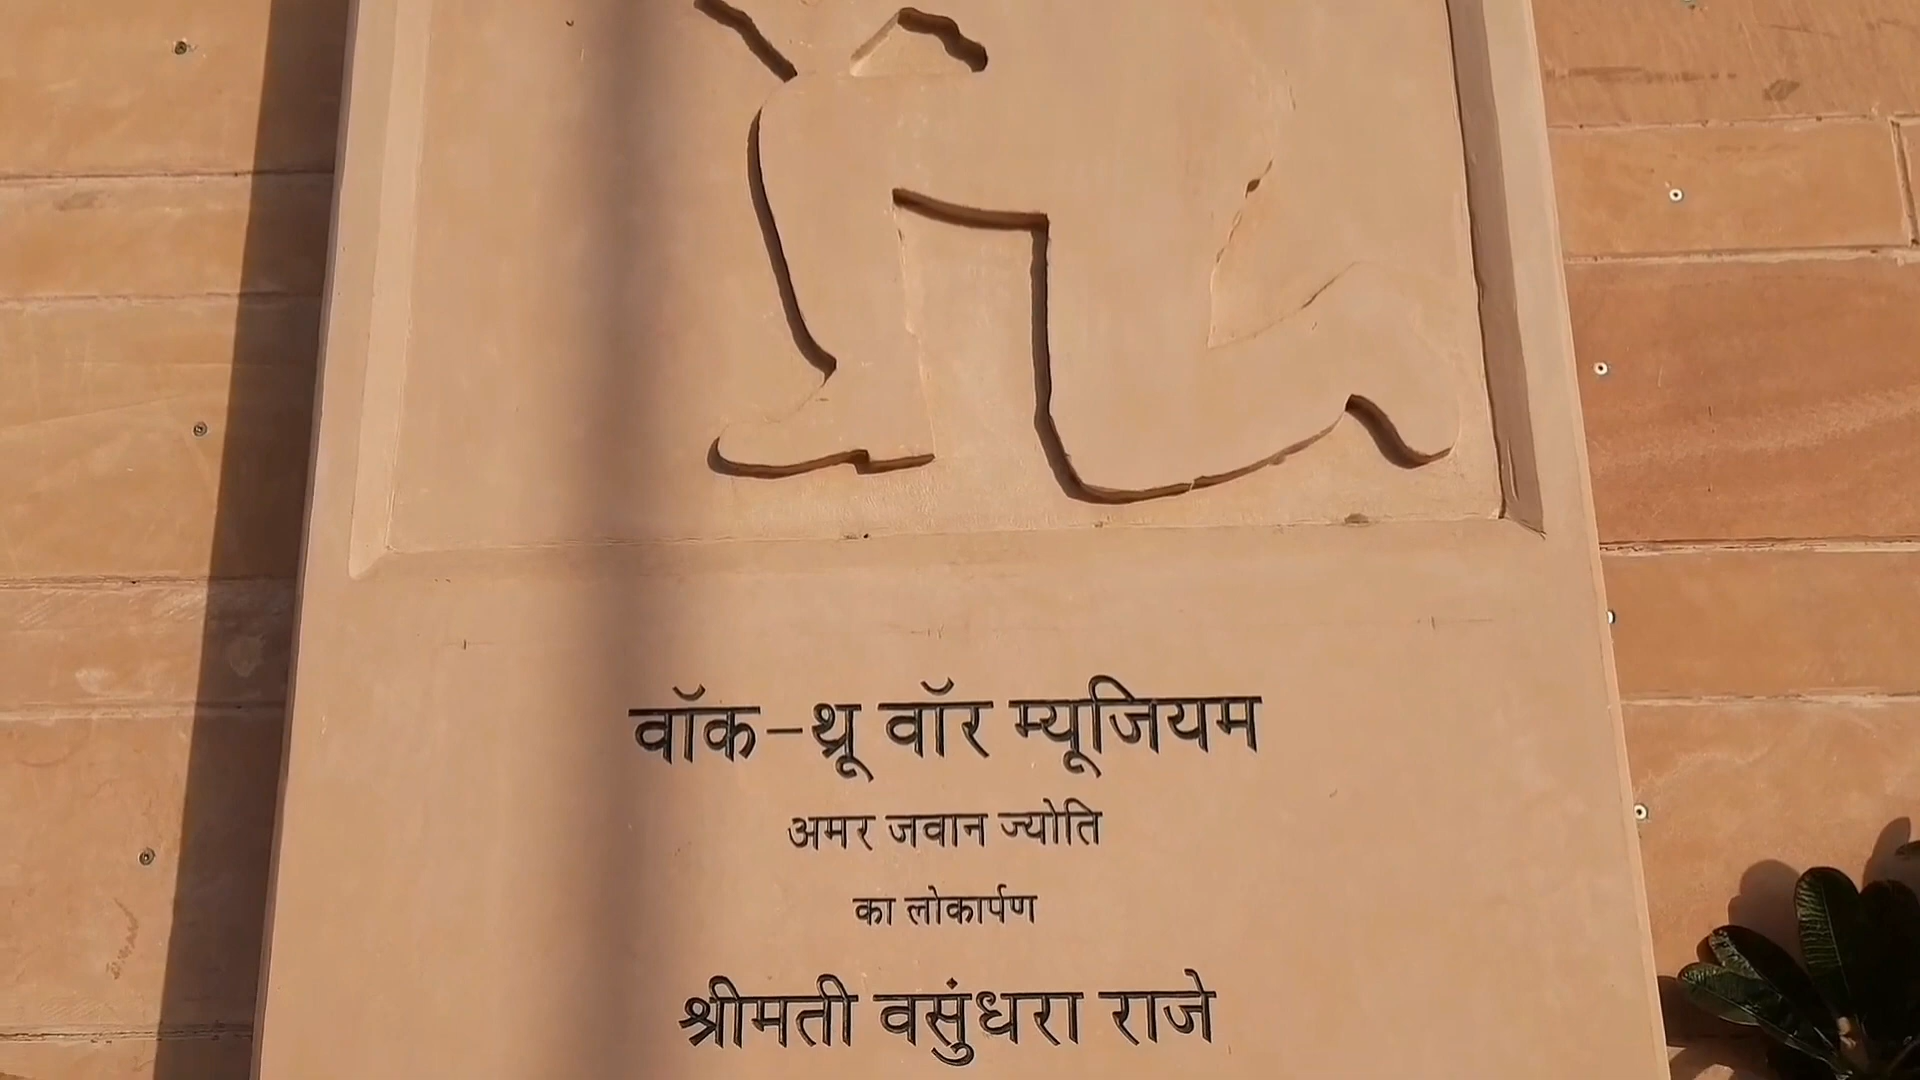 वॉक-थ्रू वॉर म्यूजियम
अमर जवान ज्योति
का लोकार्पण
श्रीमती वसुंधरा राजे